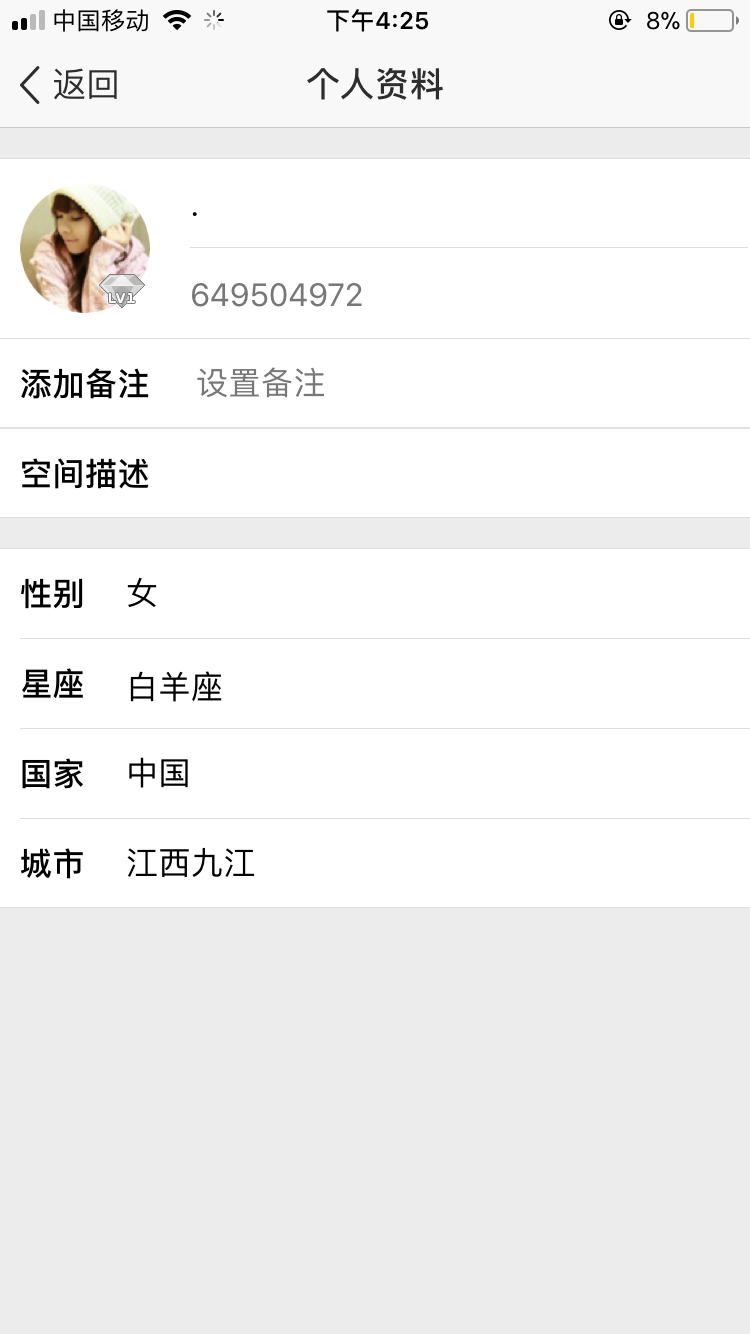 中国移动 下午4:25 8%
返回 个人资料
.
LV1
649504972
添加备注 设置备注
空间描述
性别 女
星座 白羊座
国家 中国
城市 江西九江